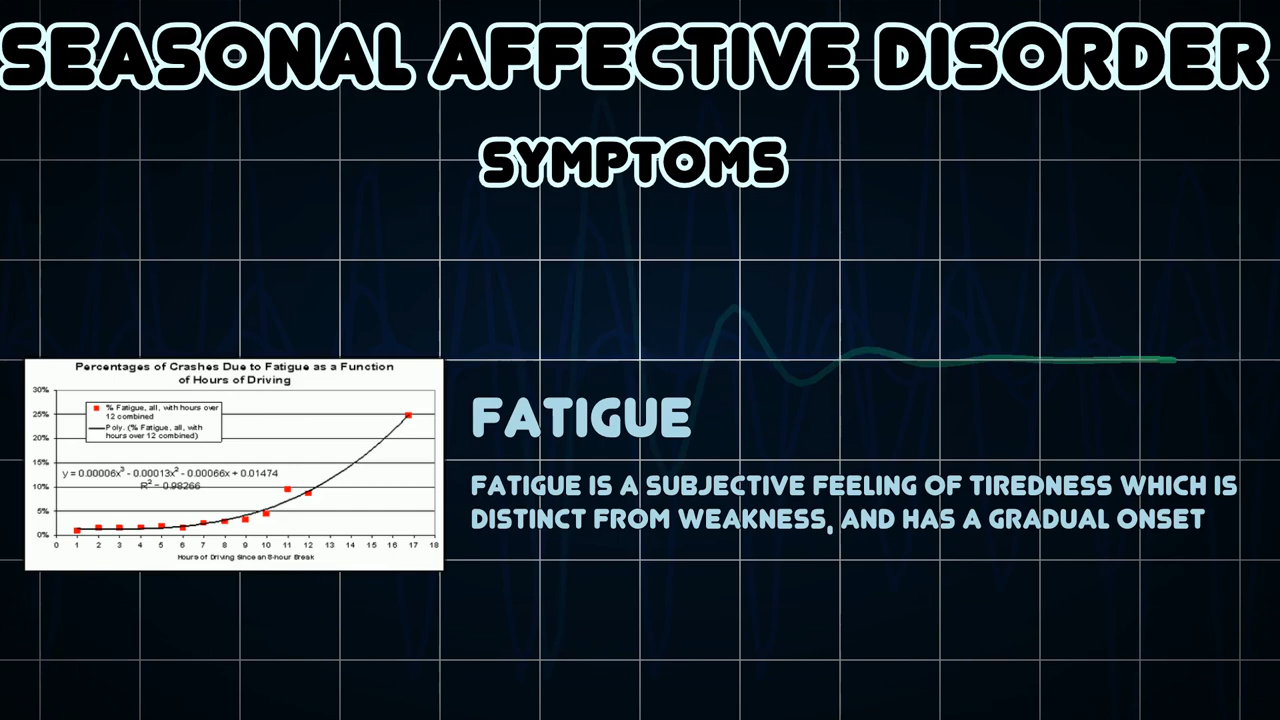 SEASONAL AFFECTIVE DISORDER
SYMPTOMS
Percentages of Crashes Due to Fatigue as a Function
of Hours of Driving
30%
25%
20%
15%
10%
5%
0%
% Fatigue, all, with hours over
12 combined
Poly. (% Fatigue, all, with
hours over 12 combined)
y = 0.00006x³ - 0.00013x² - 0.00066x + 0.01474
R² = 0.98266
0 1 2 3 4 5 6 7 8 9 10 11 12 13 14 15 16 17 18
Hours of Driving Since an 8-hour Break
FATIGUE
FATIGUE IS A SUBJECTIVE FEELING OF TIREDNESS WHICH IS
DISTINCT FROM WEAKNESS, AND HAS A GRADUAL ONSET